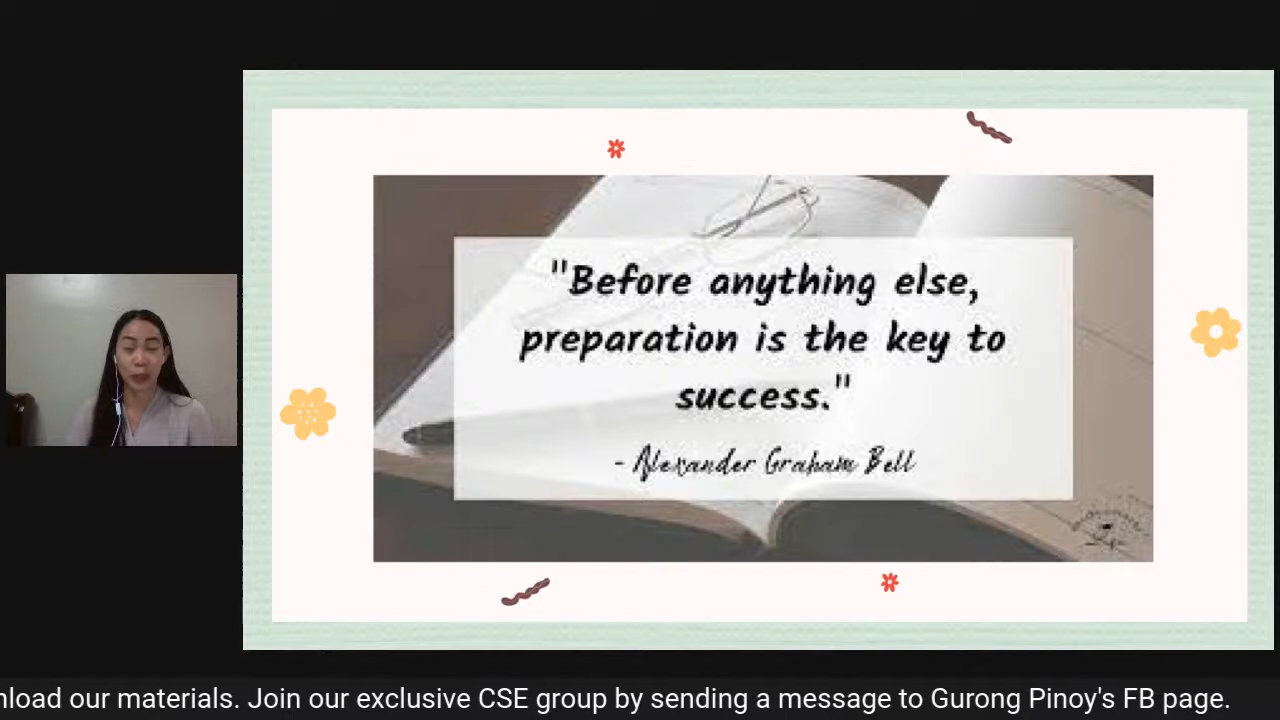 "Before anything else,
preparation is the key to
success."
- Alexander Graham Bell
nload our materials. Join our exclusive CSE group by sending a message to Gurong Pinoy's FB page.